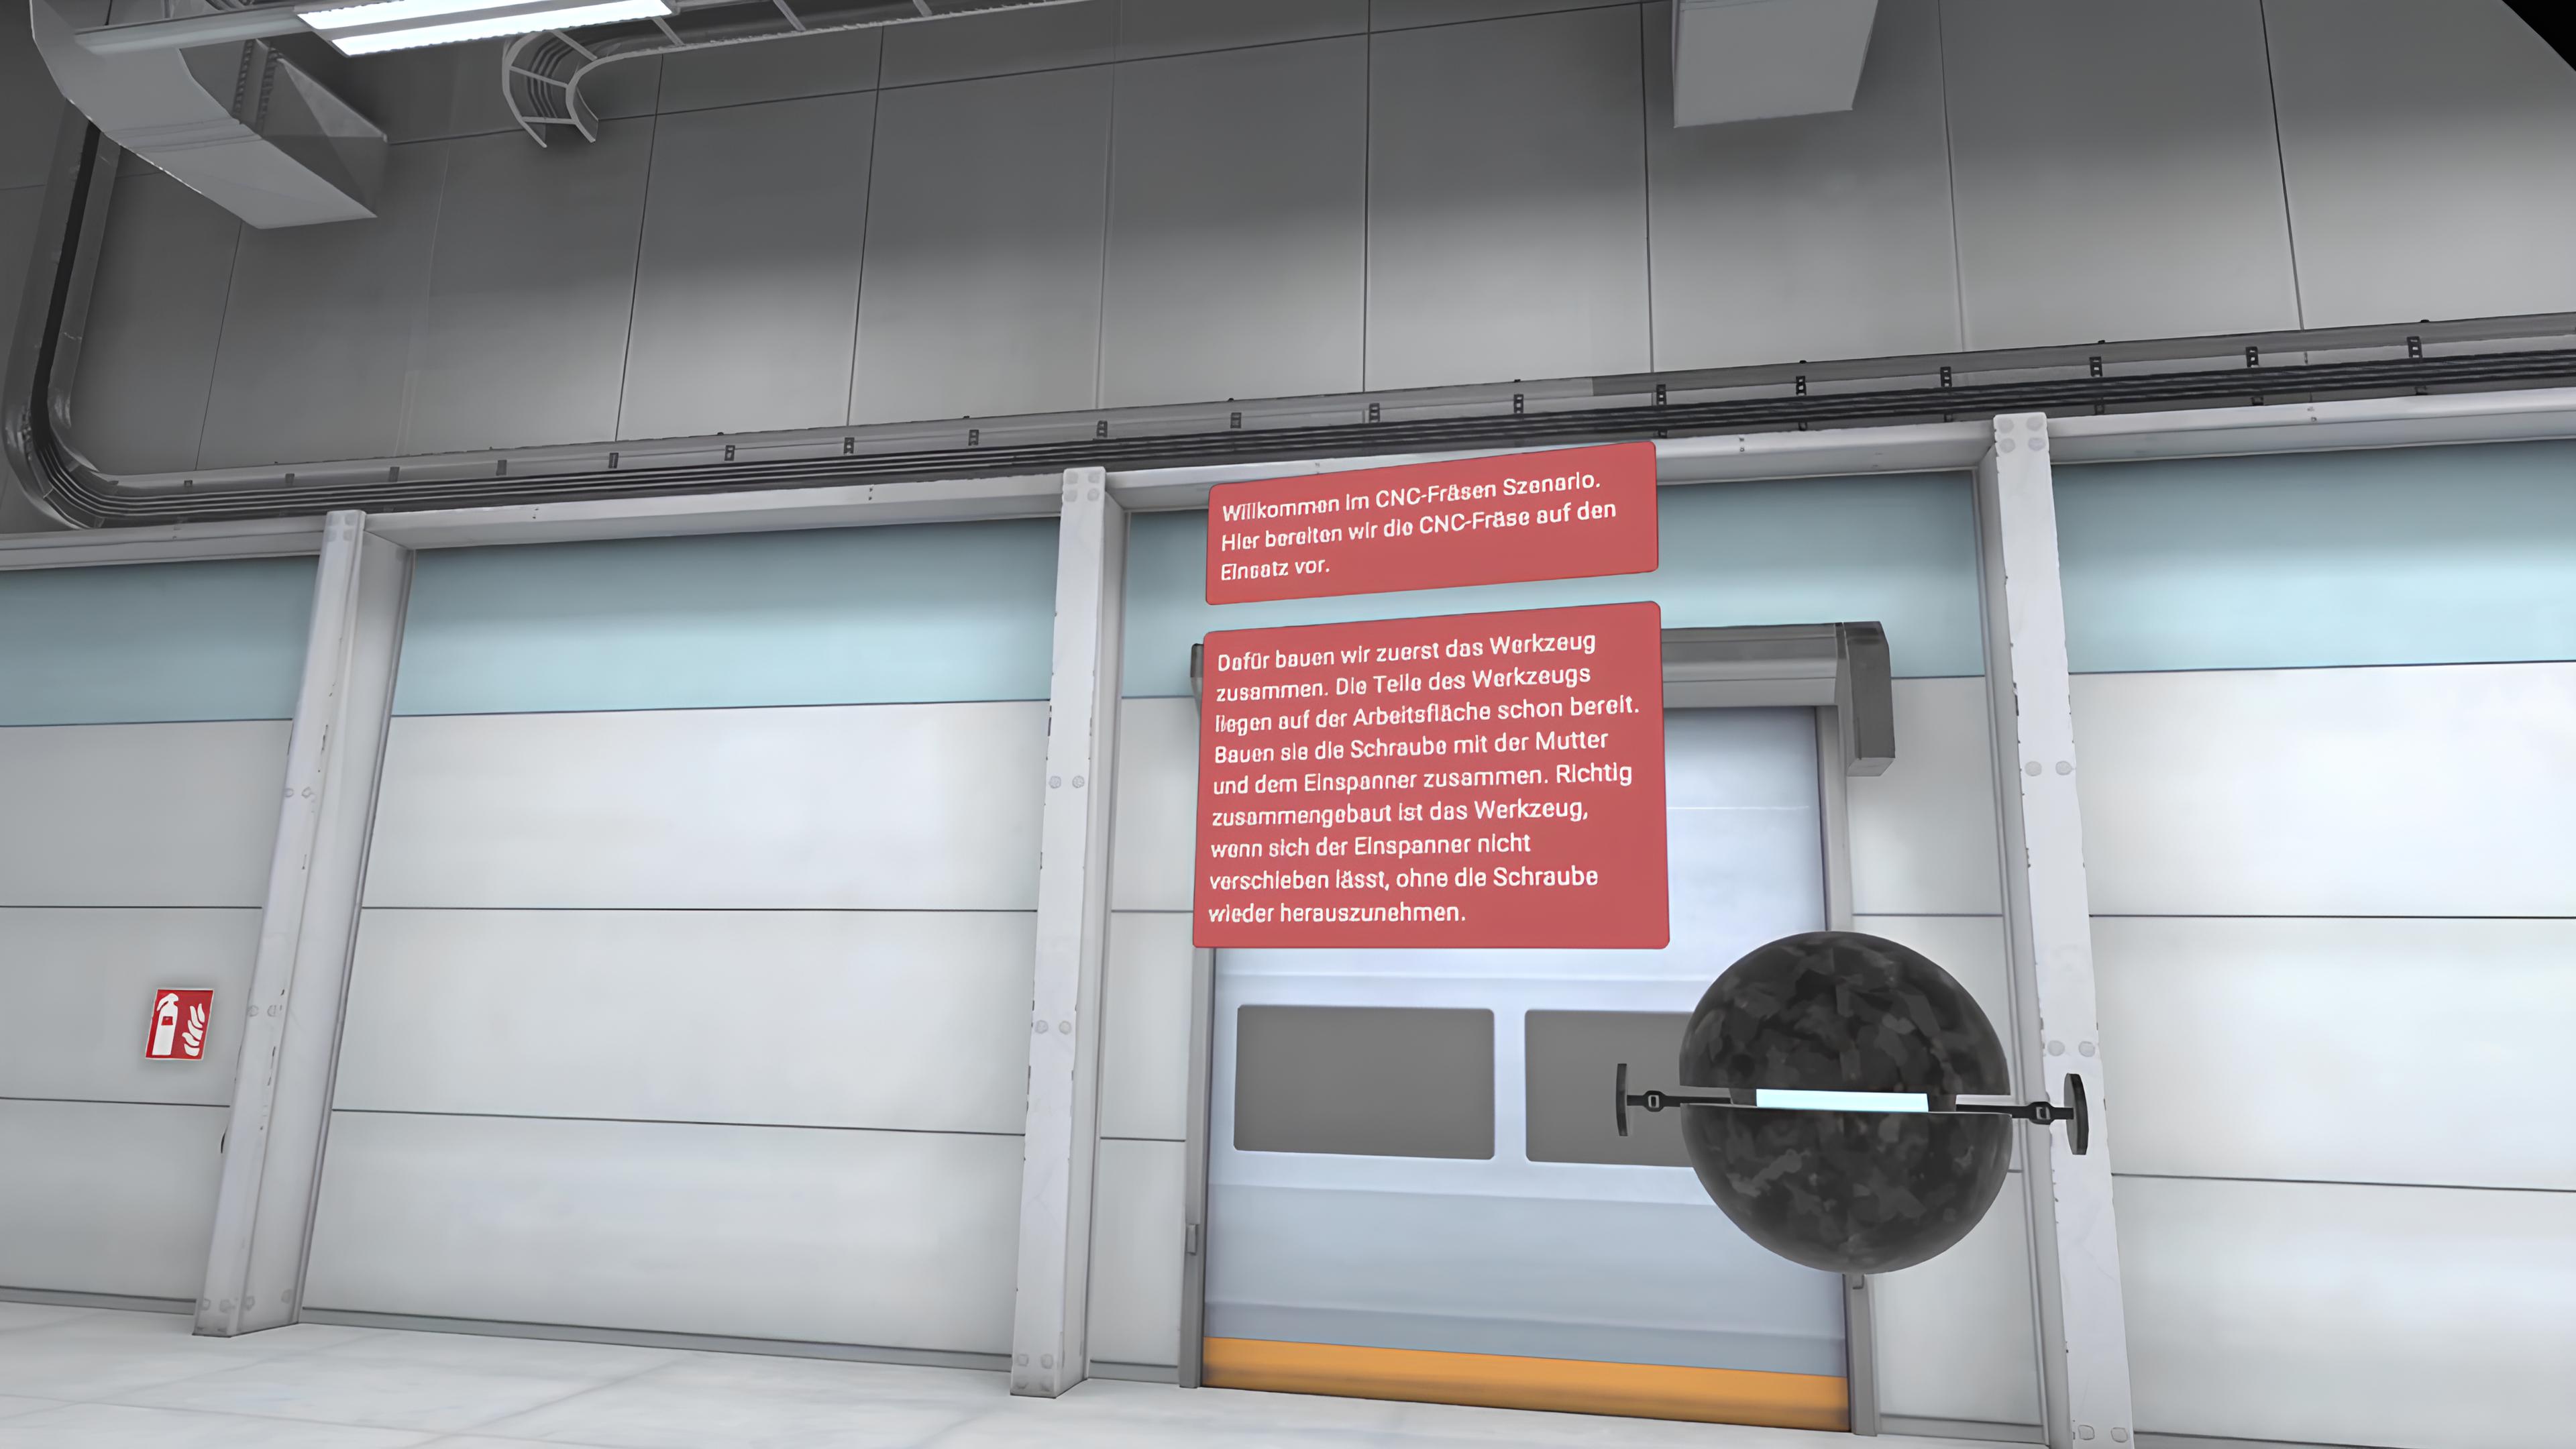 Willkommen im CNC-Fräsen Szenario.
Hier bereiten wir die CNC-Fräse auf den
Einsatz vor.
Dafür bauen wir zuerst das Werkzeug
zusammen. Die Teile des Werkzeugs
liegen auf der Arbeitsfläche schon bereit.
Bauen sie die Schraube mit der Mutter
und dem Einspanner zusammen. Richtig
zusammengebaut ist das Werkzeug,
wenn sich der Einspanner nicht
verschieben lässt, ohne die Schraube
wieder herauszunehmen.